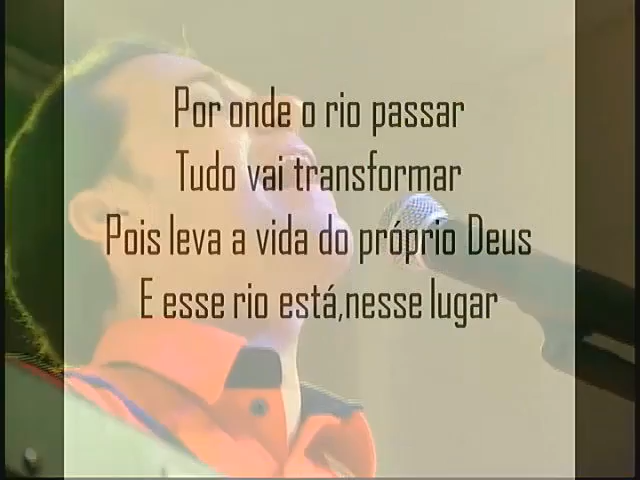 Por onde o rio passar
Tudo vai transformar
Pois leva a vida do próprio Deus
E esse rio está,nesse lugar